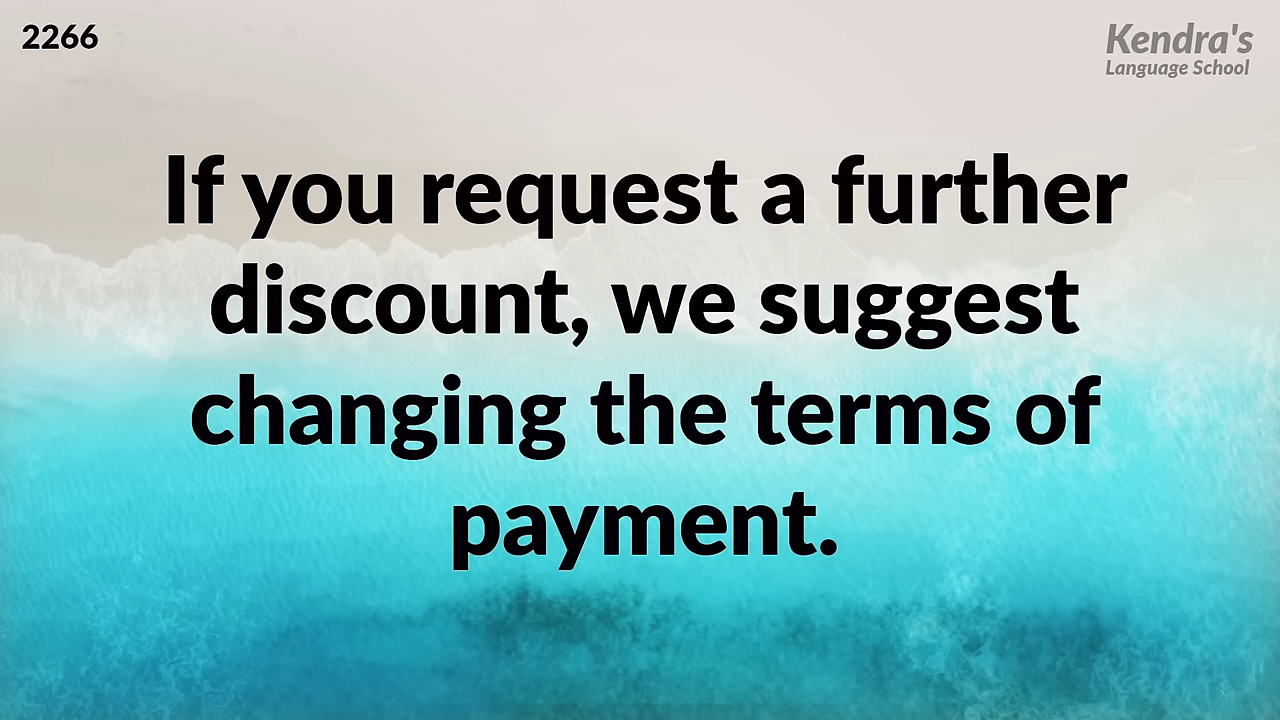 2266
Kendra's
Language School
If you request a further
discount, we suggest
changing the terms of
payment.